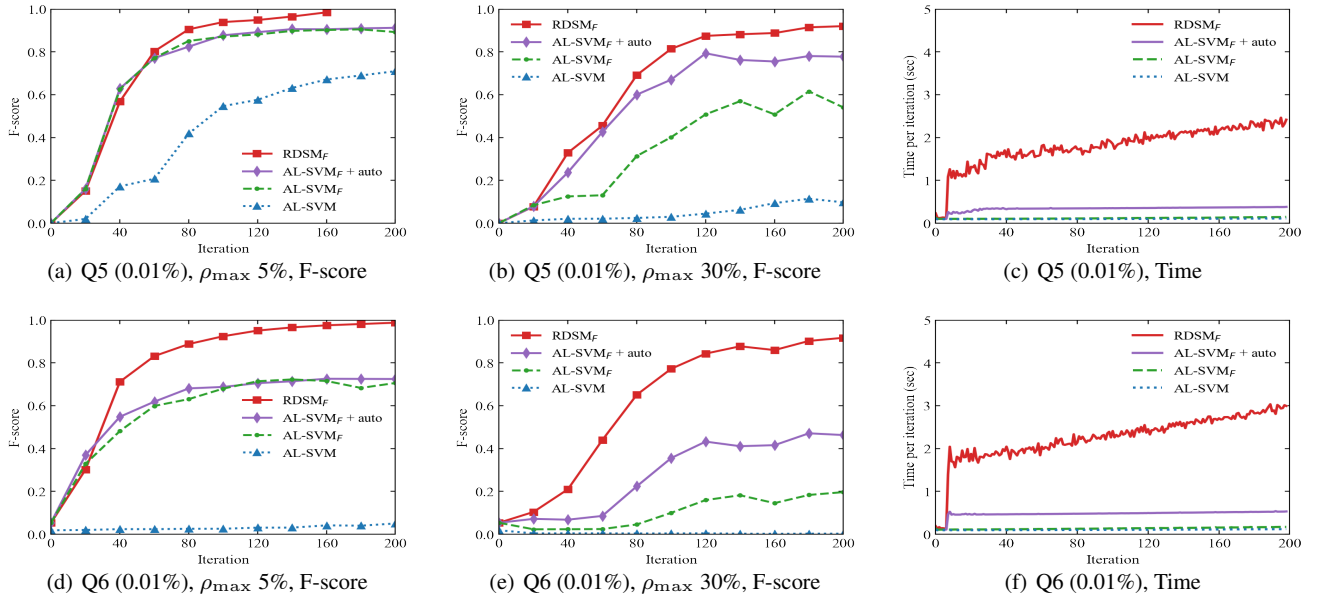 1.0
0.8
0.6
0.4
0.2
0.0
F-score
RDSM_F
AL-SVM_F + auto
AL-SVM_F
AL-SVM
0 40 80 120 160 200
Iteration
(a) Q5 (0.01%), ρmax 5%, F-score
1.0
0.8
0.6
0.4
0.2
0.0
F-score
RDSM_F
AL-SVM_F + auto
AL-SVM_F
AL-SVM
0 40 80 120 160 200
Iteration
(b) Q5 (0.01%), ρmax 30%, F-score
5
4
3
2
1
0
Time per iteration (sec)
RDSM_F
AL-SVM_F + auto
AL-SVM_F
AL-SVM
0 40 80 120 160 200
Iteration
(c) Q5 (0.01%), Time
1.0
0.8
0.6
0.4
0.2
0.0
F-score
RDSM_F
AL-SVM_F + auto
AL-SVM_F
AL-SVM
0 40 80 120 160 200
Iteration
(d) Q6 (0.01%), ρmax 5%, F-score
1.0
0.8
0.6
0.4
0.2
0.0
F-score
RDSM_F
AL-SVM_F + auto
AL-SVM_F
AL-SVM
0 40 80 120 160 200
Iteration
(e) Q6 (0.01%), ρmax 30%, F-score
5
4
3
2
1
0
Time per iteration (sec)
RDSM_F
AL-SVM_F + auto
AL-SVM_F
AL-SVM
0 40 80 120 160 200
Iteration
(f) Q6 (0.01%), Time